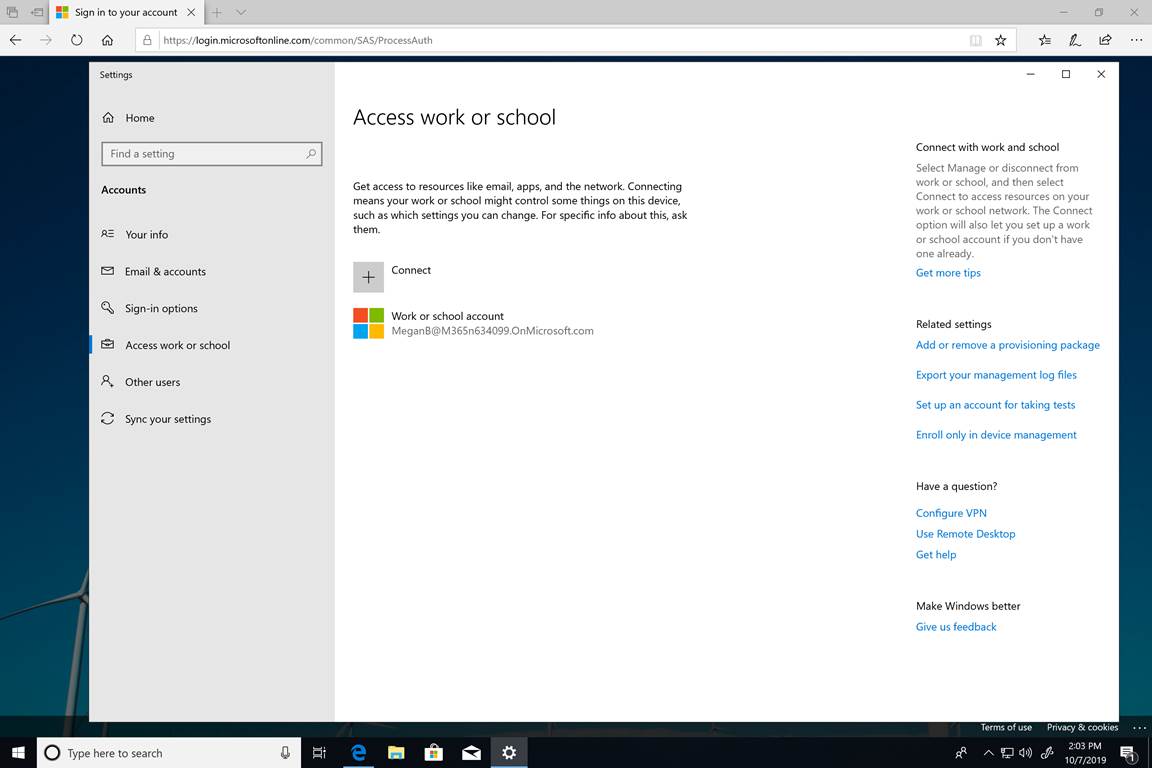 Sign in to your account
https://login.microsoftonline.com/common/SAS/ProcessAuth
Settings
Home
Find a setting
Accounts
Your info
Email & accounts
Sign-in options
Access work or school
Other users
Sync your settings
Access work or school
Get access to resources like email, apps, and the network. Connecting
means your work or school might control some things on this device,
such as which settings you can change. For specific info about this, ask
them.
Connect
Work or school account
MeganB@M365n634099.OnMicrosoft.com
Connect with work and school
Select Manage or disconnect from
work or school, and then select
Connect to access resources on your
work or school network. The Connect
option will also let you set up a work
or school account if you don't have
one already.
Get more tips
Related settings
Add or remove a provisioning package
Export your management log files
Set up an account for taking tests
Enroll only in device management
Have a question?
Configure VPN
Use Remote Desktop
Get help
Make Windows better
Give us feedback
Terms of use Privacy & cookies
Type here to search
2:03 PM
10/7/2019
1